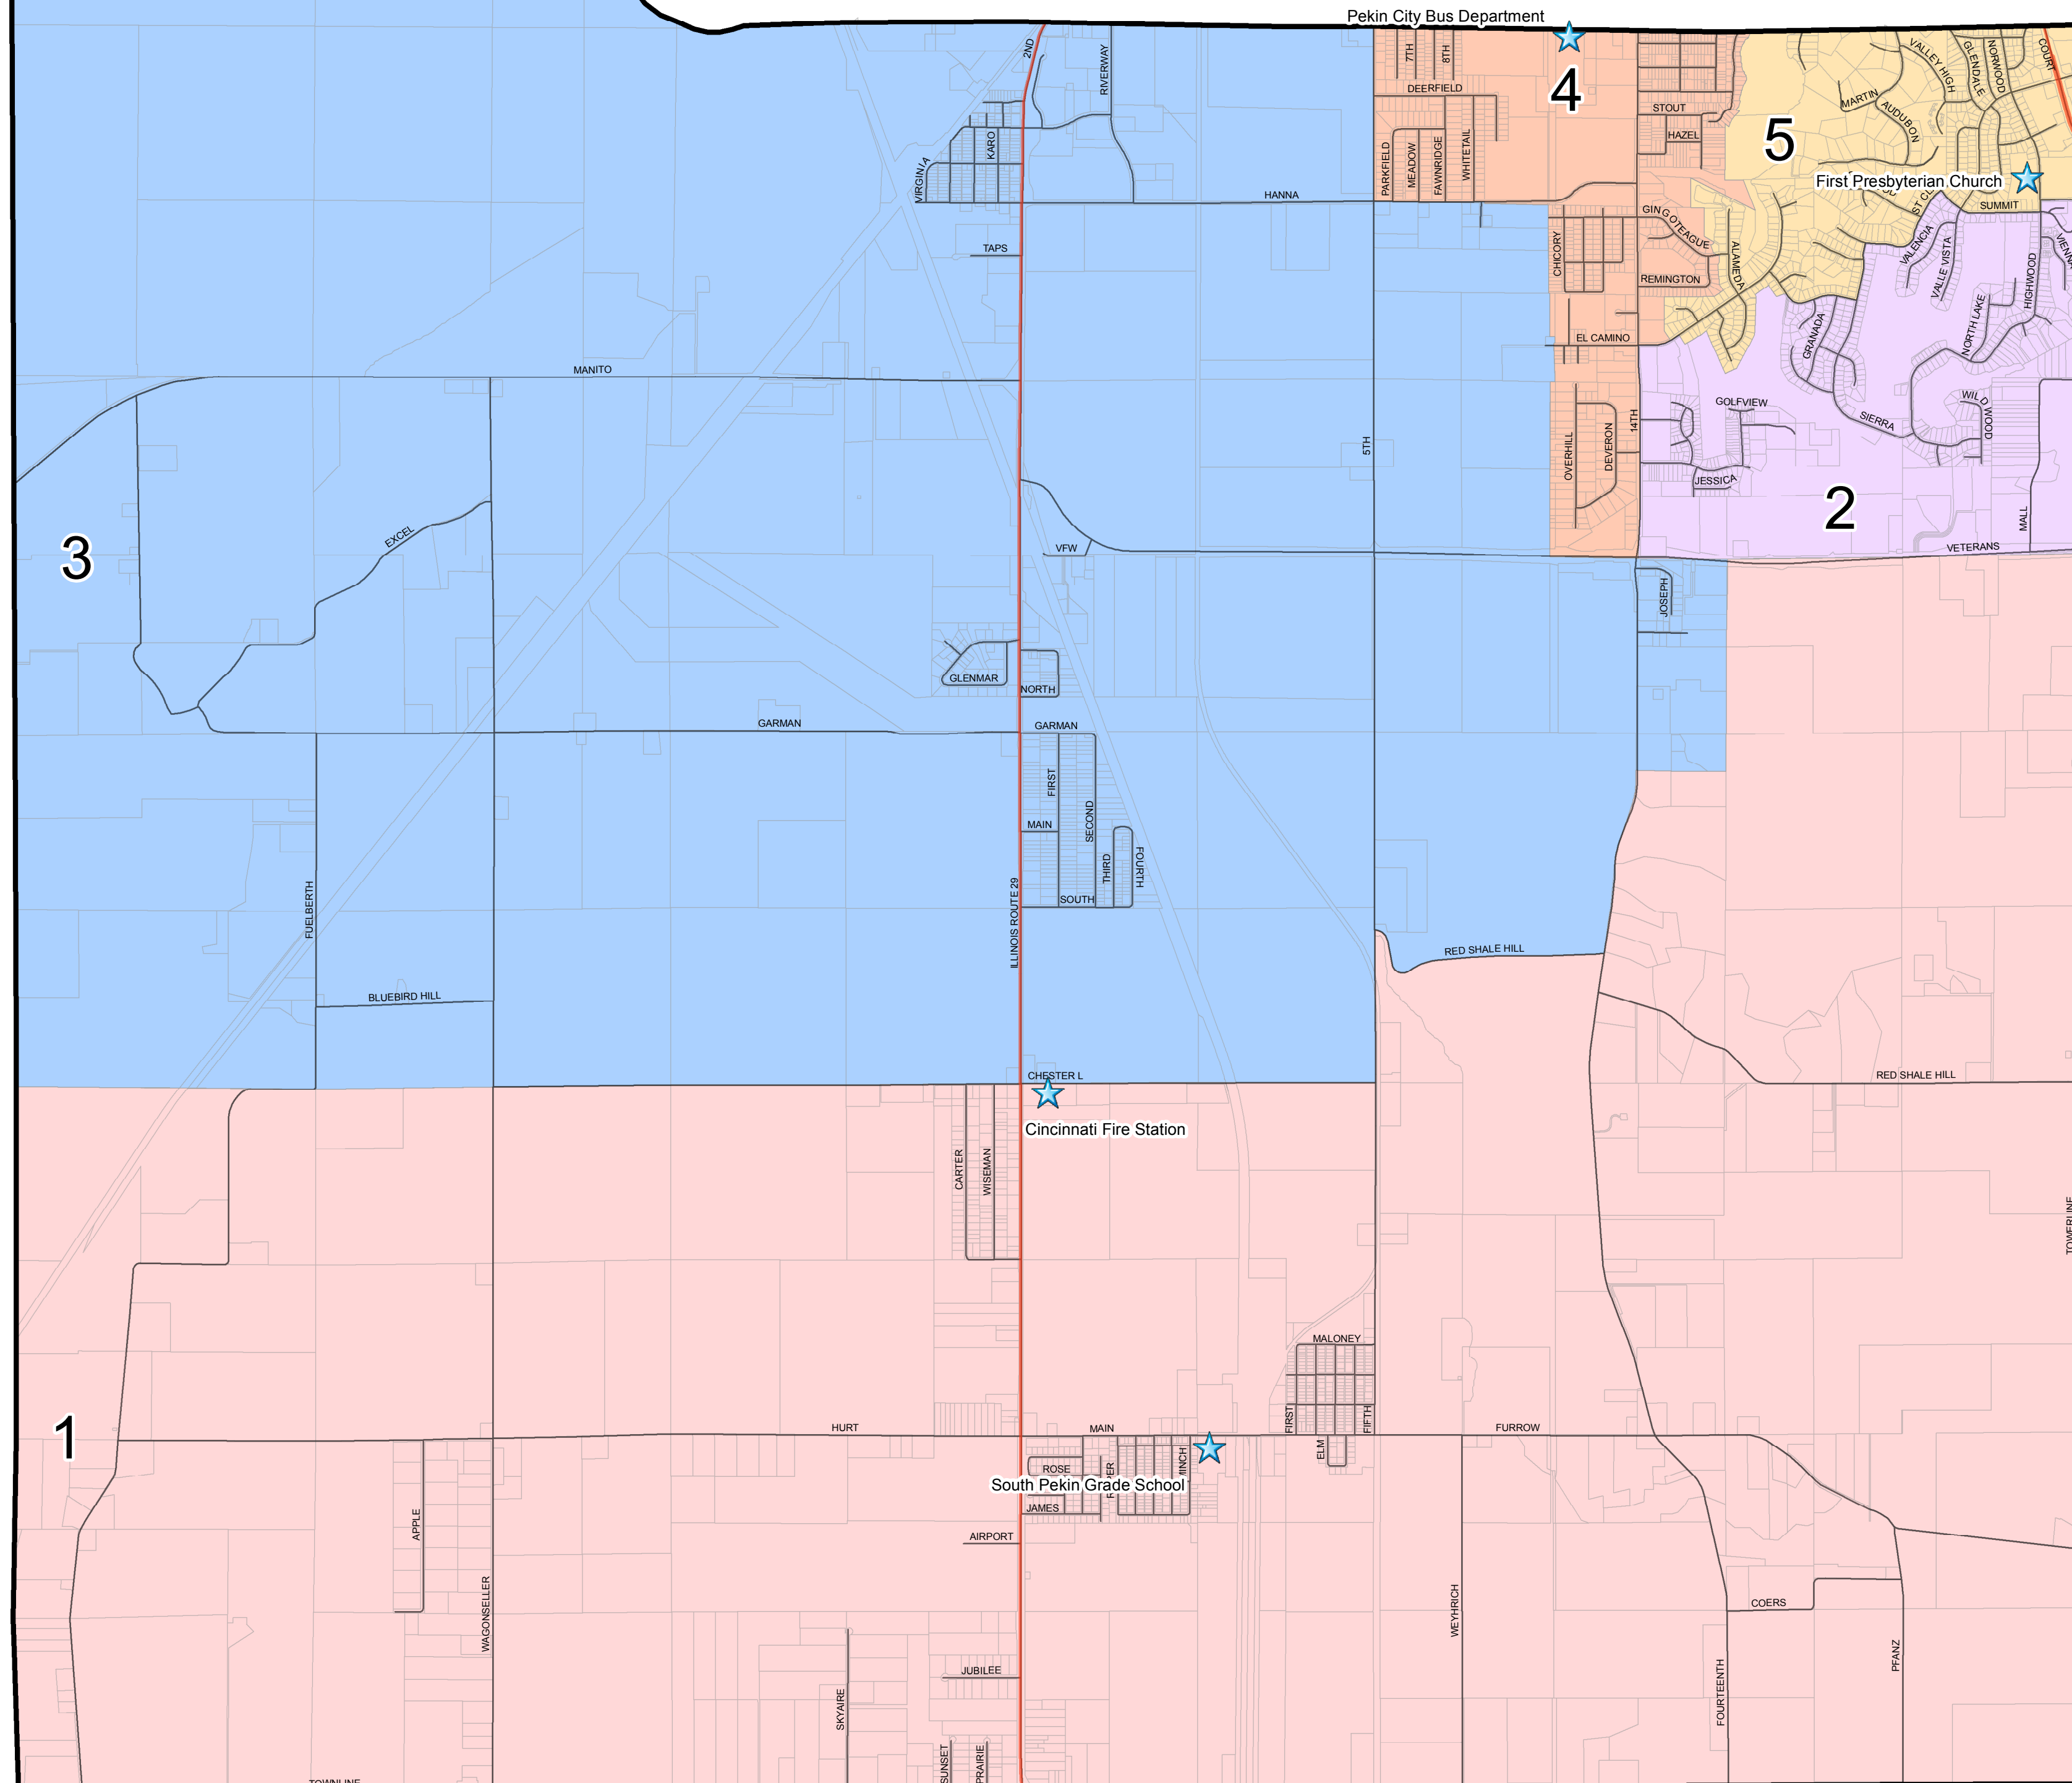 Pekin City Bus Department
2ND
RIVERWAY
7TH
8TH
4
DEERFIELD
STOUT
HAZEL
5
VALLEY HIGH
GLENDALE
NORWOOD
COURT
MARTIN
AUDUBON
KARO
VIRGINIA
PARKFIELD
MEADOW
FAWNRIDGE
WHITETAIL
First Presbyterian Church
HANNA
SUMMIT
TAPS
CHICORY
GIN
GOTEAGUE
REMINGTON
ALAMEDA
VALENCIA
VALLE VISTA
HIGHWOOD
EL CAMINO
GRANADA
NORTH LAKE
MANITO
GOLFVIEW
WILDWOOD
14TH
SIERRA
5TH
OVERHILL
DEVERON
JESSICA
2
MALL
EXCEL
VFW
VETERANS
3
JOSEPH
GLENMAR
NORTH
GARMAN
GARMAN
FIRST
MAIN
SECOND
THIRD
FOURTH
SOUTH
FUELBERTH
ILLINOIS ROUTE 29
RED SHALE HILL
BLUEBIRD HILL
CHESTER L
RED SHALE HILL
Cincinnati Fire Station
CARTER
WISEMAN
TOWERLINE
MALONEY
1
HURT
MAIN
FIRST
FIFTH
FURROW
ELM
ROSE
South Pekin Grade School
JAMES
APPLE
AIRPORT
WAGONSELLER
WEYHRICH
COERS
JUBILEE
PFANZ
SKYAIRE
FOURTEENTH
SUNSET
PRAIRIE
TOWNLINE